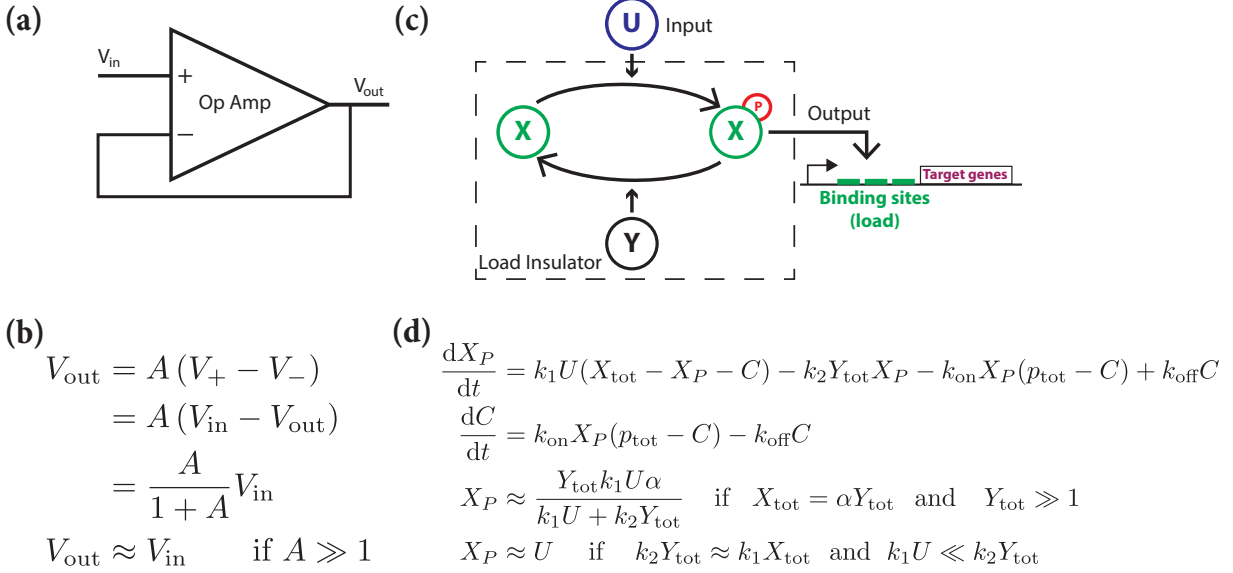 (a)
V_in
+
Op Amp
−
V_out
(b)
V_out = A (V_+ − V_−)
= A (V_in − V_out)
= A / (1 + A) V_in
V_out ≈ V_in if A ≫ 1
(c)
U Input
X X P
Output
Target genes
Binding sites
(load)
Y
Load Insulator
(d)
dX_P/dt = k_1U(X_tot − X_P − C) − k_2Y_totX_P − k_onX_P(p_tot − C) + k_offC
dC/dt = k_onX_P(p_tot − C) − k_offC
X_P ≈ Y_totk_1Uα / (k_1U + k_2Y_tot) if X_tot = αY_tot and Y_tot ≫ 1
X_P ≈ U if k_2Y_tot ≈ k_1X_tot and k_1U ≪ k_2Y_tot